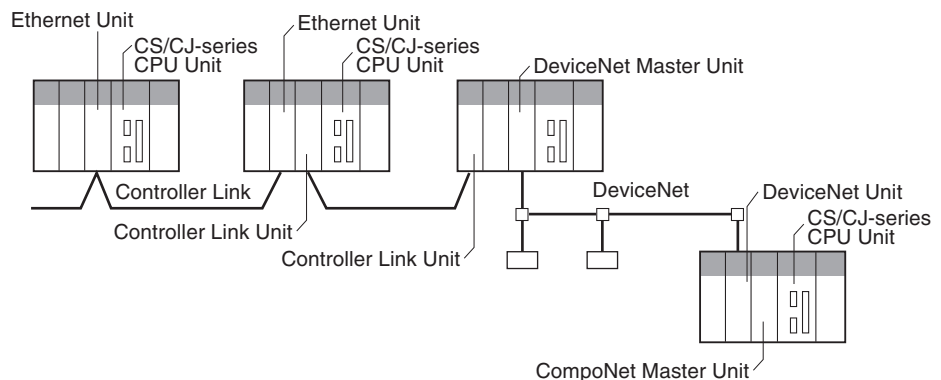 Ethernet Unit
CS/CJ-series
CPU Unit
Ethernet Unit
CS/CJ-series
CPU Unit
DeviceNet Master Unit
Controller Link
Controller Link Unit
Controller Link Unit
DeviceNet
DeviceNet Unit
CS/CJ-series
CPU Unit
CompoNet Master Unit